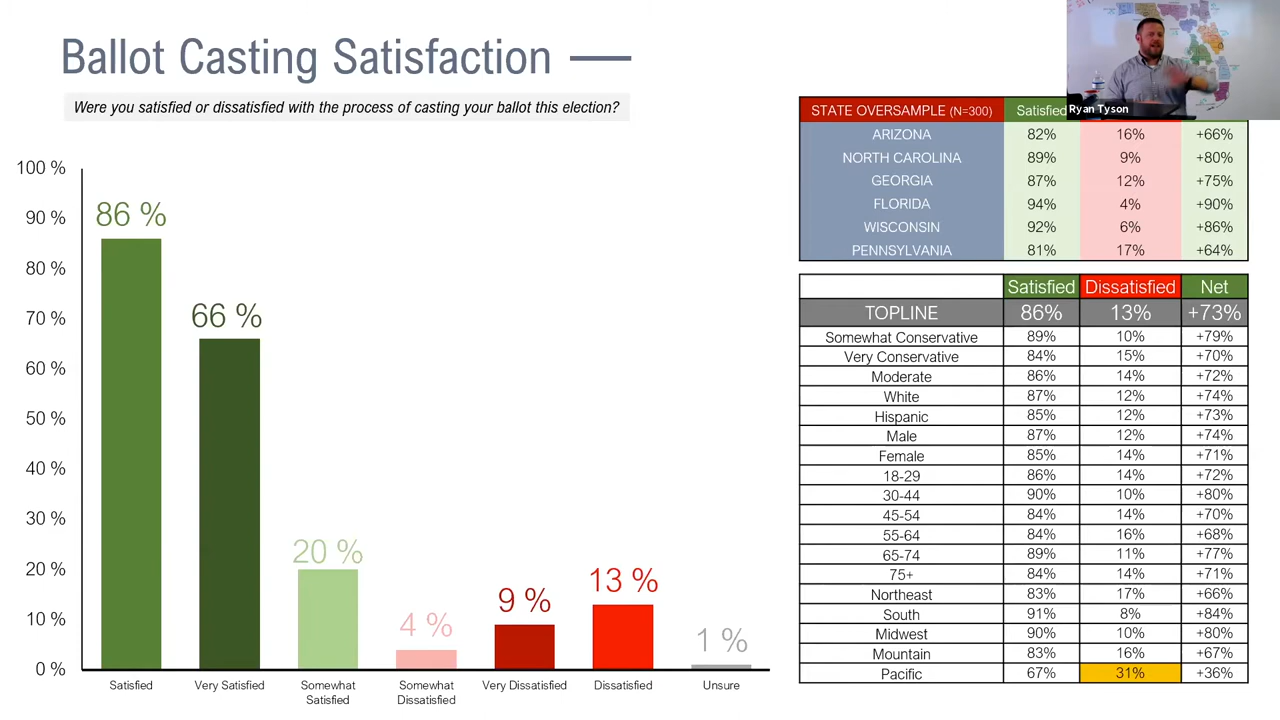 Ballot Casting Satisfaction
Were you satisfied or dissatisfied with the process of casting your ballot this election?
100 %
90 %
80 %
70 %
60 %
50 %
40 %
30 %
20 %
10 %
0 %
86 %
66 %
20 %
4 %
9 %
13 %
1 %
Satisfied
Very Satisfied
Somewhat
Satisfied
Somewhat
Dissatisfied
Very Dissatisfied
Dissatisfied
Unsure
Ryan Tyson
STATE OVERSAMPLE (N=300) Satisfied
ARIZONA 82% 16% +66%
NORTH CAROLINA 89% 9% +80%
GEORGIA 87% 12% +75%
FLORIDA 94% 4% +90%
WISCONSIN 92% 6% +86%
PENNSYLVANIA 81% 17% +64%
Satisfied Dissatisfied Net
TOPLINE 86% 13% +73%
Somewhat Conservative 89% 10% +79%
Very Conservative 84% 15% +70%
Moderate 86% 14% +72%
White 87% 12% +74%
Hispanic 85% 12% +73%
Male 87% 12% +74%
Female 85% 14% +71%
18-29 86% 14% +72%
30-44 90% 10% +80%
45-54 84% 14% +70%
55-64 84% 16% +68%
65-74 89% 11% +77%
75+ 84% 14% +71%
Northeast 83% 17% +66%
South 91% 8% +84%
Midwest 90% 10% +80%
Mountain 83% 16% +67%
Pacific 67% 31% +36%